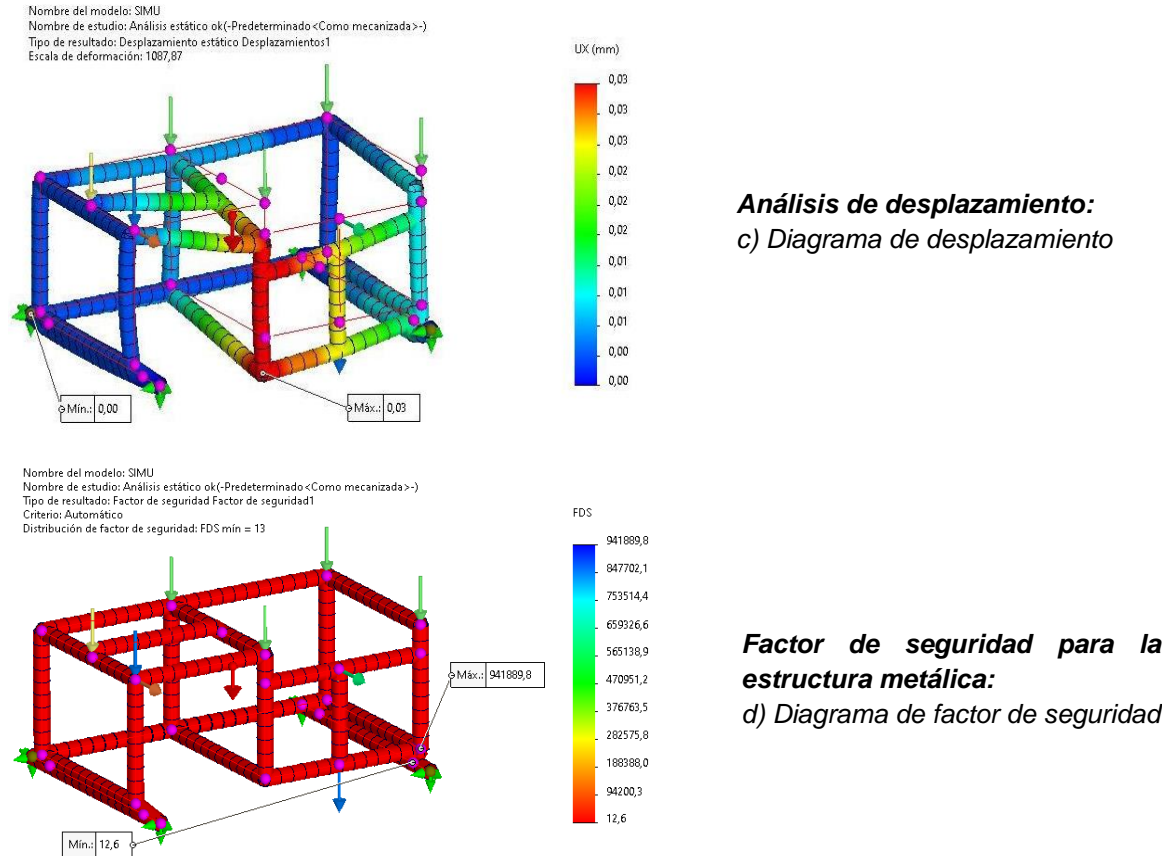 Nombre del modelo: SIMU
Nombre de estudio: Análisis estático ok(-Predeterminado<Como mecanizada>-)
Tipo de resultado: Desplazamiento estático Desplazamientos1
Escala de deformación: 1087,87
UX (mm)
0,03
0,03
0,03
0,02
0,02
0,02
0,01
0,01
0,01
0,00
0,00
Mín.: 0,00
Máx.: 0,03
Análisis de desplazamiento:
c) Diagrama de desplazamiento
Nombre del modelo: SIMU
Nombre de estudio: Análisis estático ok(-Predeterminado<Como mecanizada>-)
Tipo de resultado: Factor de seguridad Factor de seguridad1
Criterio: Automático
Distribución de factor de seguridad: FDS mín = 13
FDS
941889,8
847702,1
753514,4
659326,6
565138,9
470951,2
376763,5
282575,8
188388,0
94200,3
12,6
Máx.: 941889,8
Mín.: 12,6
Factor de seguridad para la
estructura metálica:
d) Diagrama de factor de seguridad